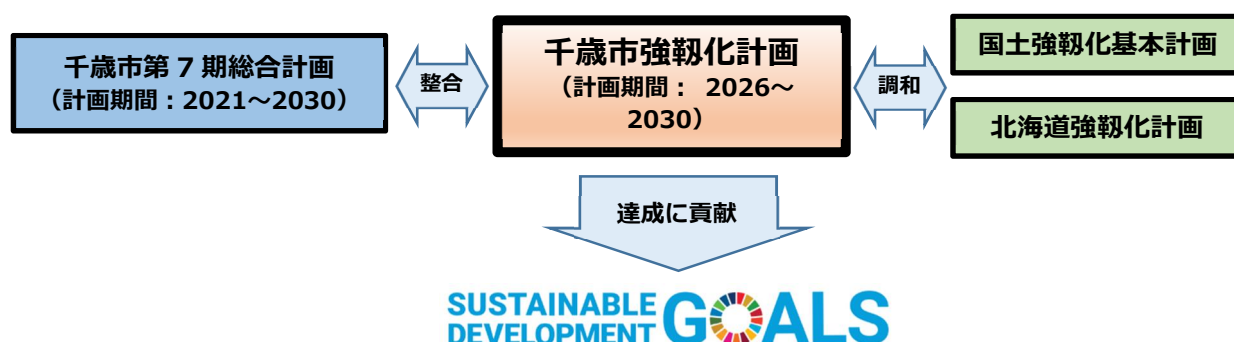 千歳市第 7 期総合計画
（計画期間：2021～2030）
整合
千歳市強靱化計画
（計画期間： 2026～
2030）
調和
国土強靱化基本計画
北海道強靱化計画
達成に貢献
SUSTAINABLE
DEVELOPMENT
GOALS